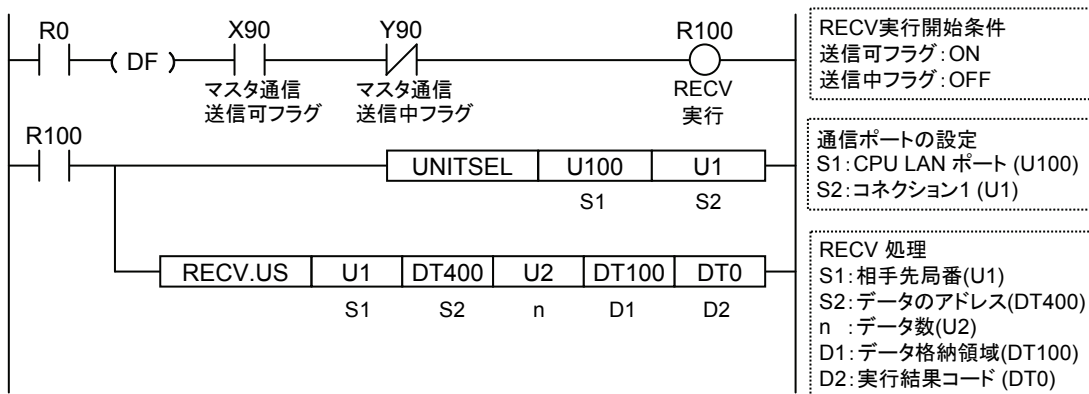 R0 X90 Y90 R100
( DF )
マスタ通信 マスタ通信 RECV
送信可フラグ 送信中フラグ 実行
RECV実行開始条件
送信可フラグ:ON
送信中フラグ:OFF
R100
UNITSEL U100 U1
S1 S2
通信ポートの設定
S1:CPU LAN ポート (U100)
S2:コネクション1 (U1)
RECV.US U1 DT400 U2 DT100 DT0
S1 S2 n D1 D2
RECV 処理
S1:相手先局番(U1)
S2:データのアドレス(DT400)
n :データ数(U2)
D1:データ格納領域(DT100)
D2:実行結果コード (DT0)